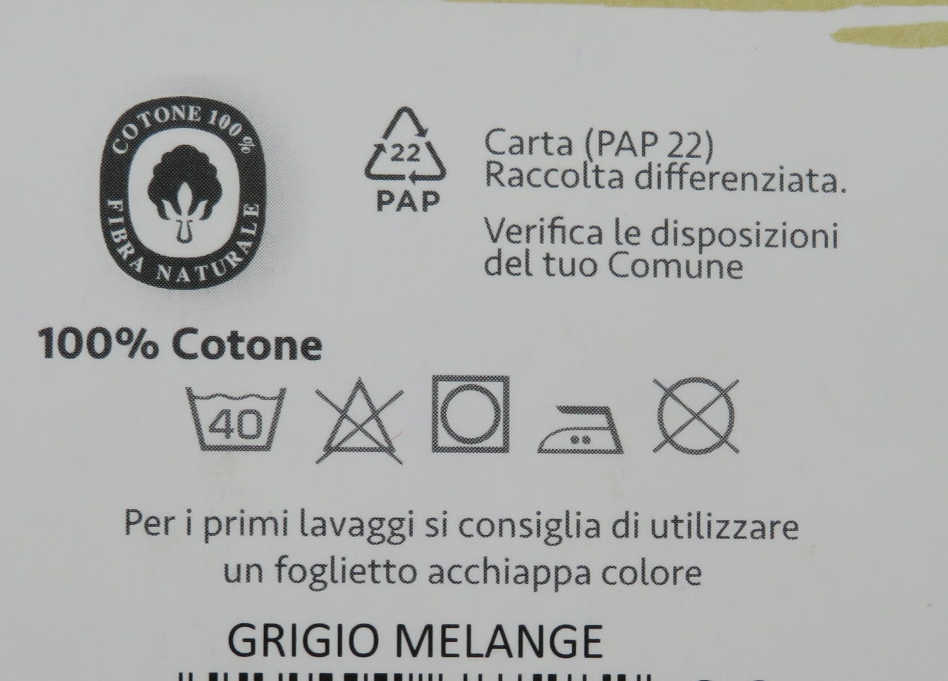 COTONE 100%
FIBRA NATURALE
22
PAP
Carta (PAP 22)
Raccolta differenziata.
Verifica le disposizioni
del tuo Comune
100% Cotone
40
Per i primi lavaggi si consiglia di utilizzare
un foglietto acchiappa colore
GRIGIO MELANGE